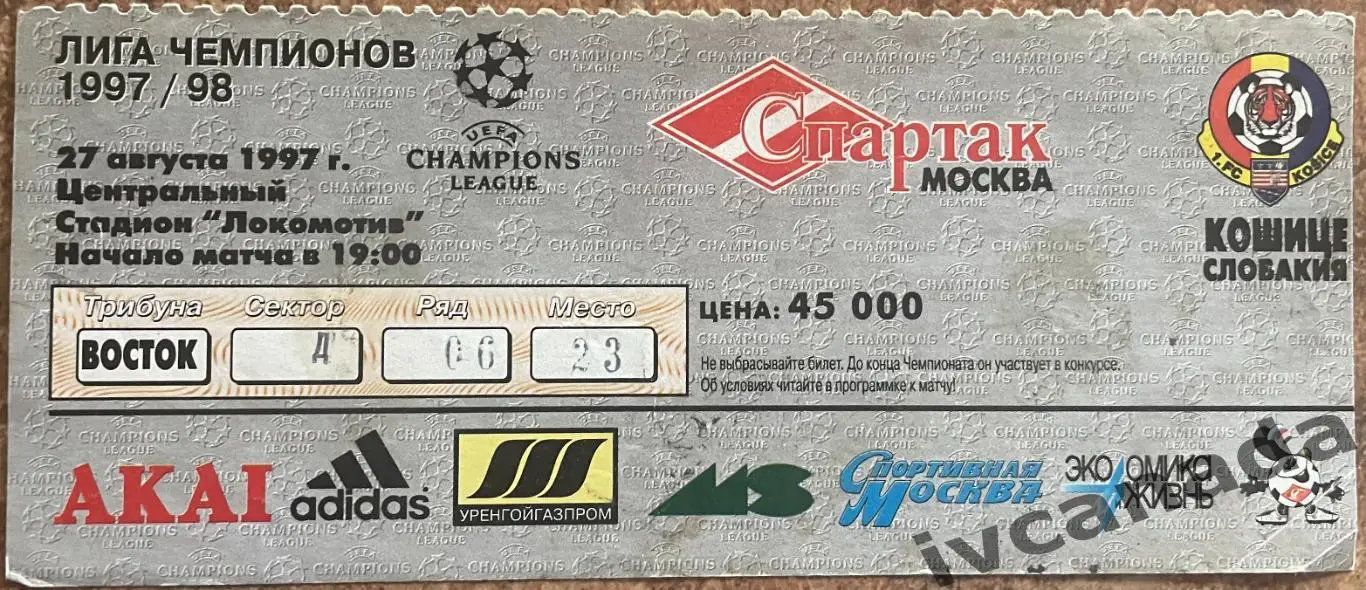 ЛИГА ЧЕМПИОНОВ
1997 / 98
27 августа 1997 г.
Центральный
Стадион "Локомотив"
Начало матча в 19:00
UEFA
CHAMPIONS
LEAGUE
Спартак
МОСКВА
1. FC KOŠICE
КОШИЦЕ
СЛОВАКИЯ
Трибуна Сектор Ряд Место
ВОСТОК Д 06 23
ЦЕНА: 45 000
Не выбрасывайте билет. До конца Чемпионата он участвует в конкурсе.
Об условиях читайте в программке к матчу!
AKAI
adidas
УРЕНГОЙГАЗПРОМ
MS
СПОРТИВНАЯ
МОСКВА
ЭКОНОМИКА
ЖИЗНЬ
ivcanada